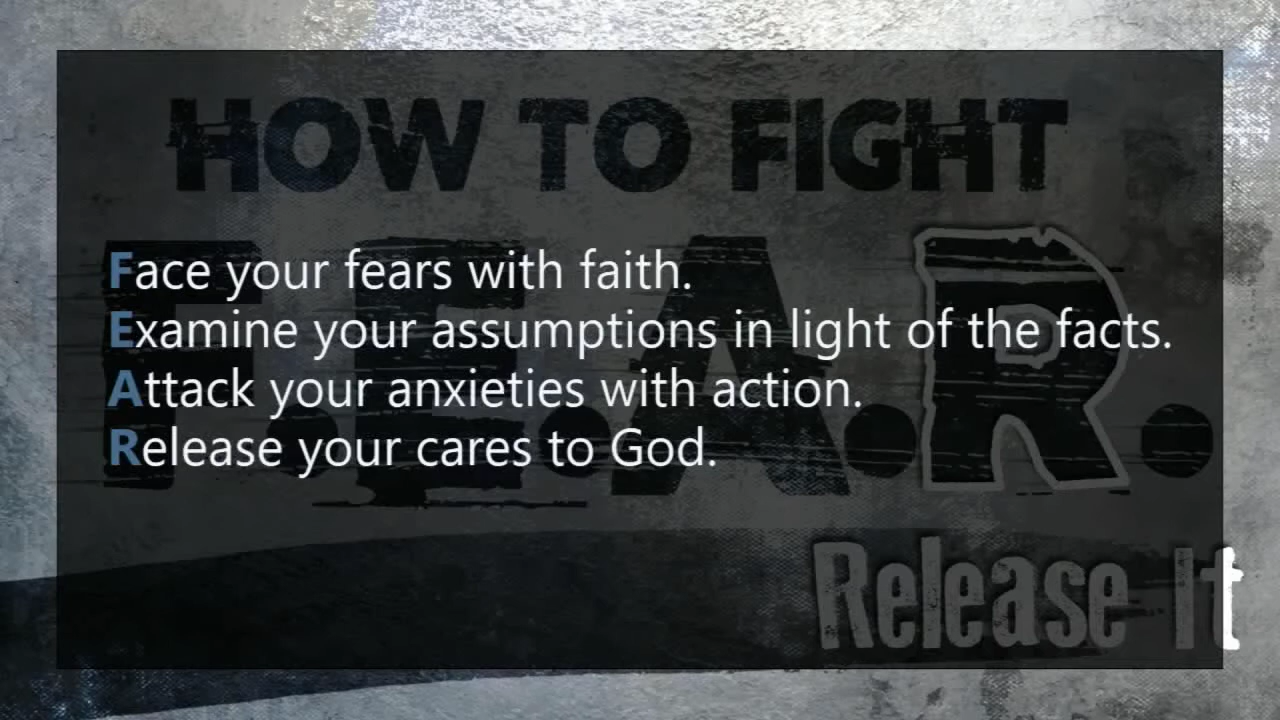 HOW TO FIGHT
F.E.A.R.
Face your fears with faith.
Examine your assumptions in light of the facts.
Attack your anxieties with action.
Release your cares to God.
Release It